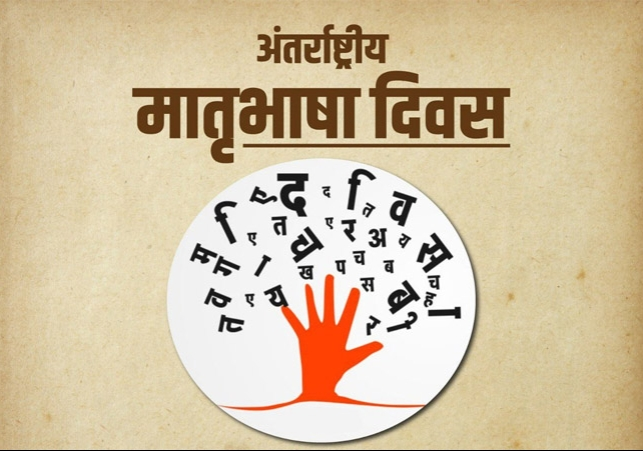 अंतर्राष्ट्रीय
मातृभाषा दिवस
ए द द ि त व
ि ए त ए र अ य स
म ग ा च च ब च
व ए य ख प स ब ह ा
त र